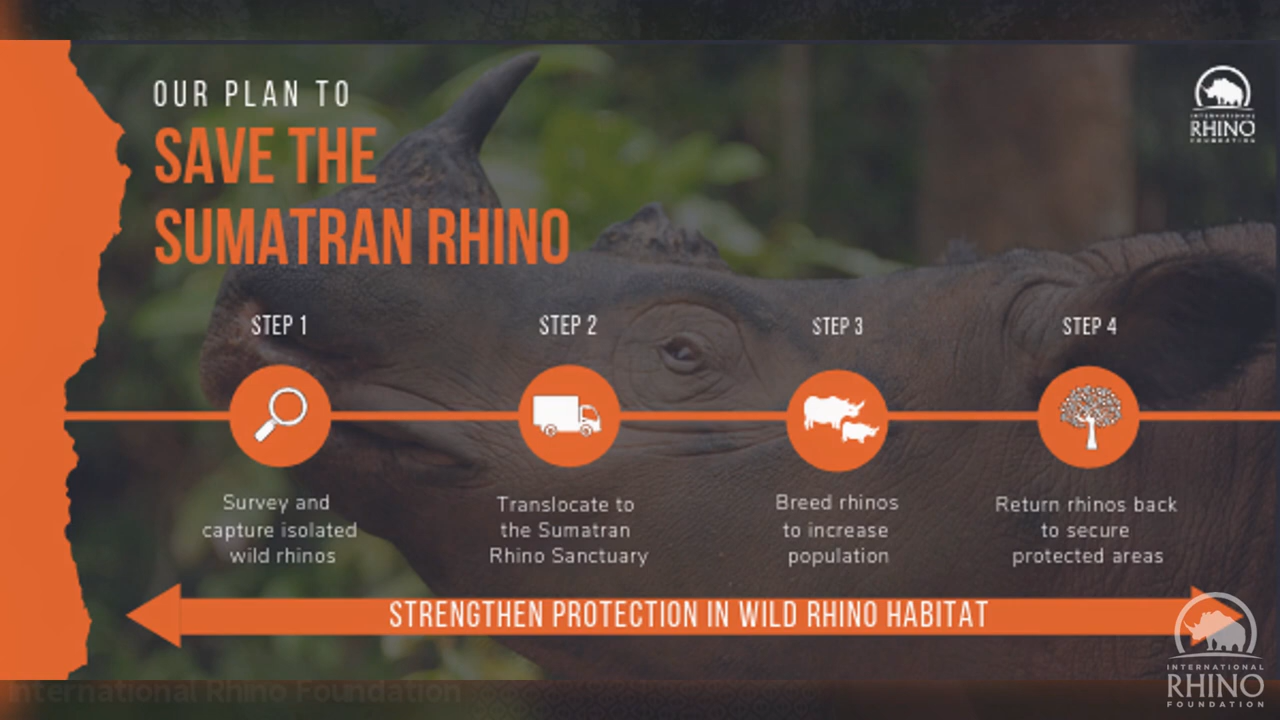 OUR PLAN TO
SAVE THE
SUMATRAN RHINO
INTERNATIONAL
RHINO
FOUNDATION
STEP 1
STEP 2
STEP 3
STEP 4
Survey and
capture isolated
wild rhinos
Translocate to
the Sumatran
Rhino Sanctuary
Breed rhinos
to increase
population
Return rhinos back
to secure
protected areas
STRENGTHEN PROTECTION IN WILD RHINO HABITAT
INTERNATIONAL
RHINO
FOUNDATION
International Rhino Foundation